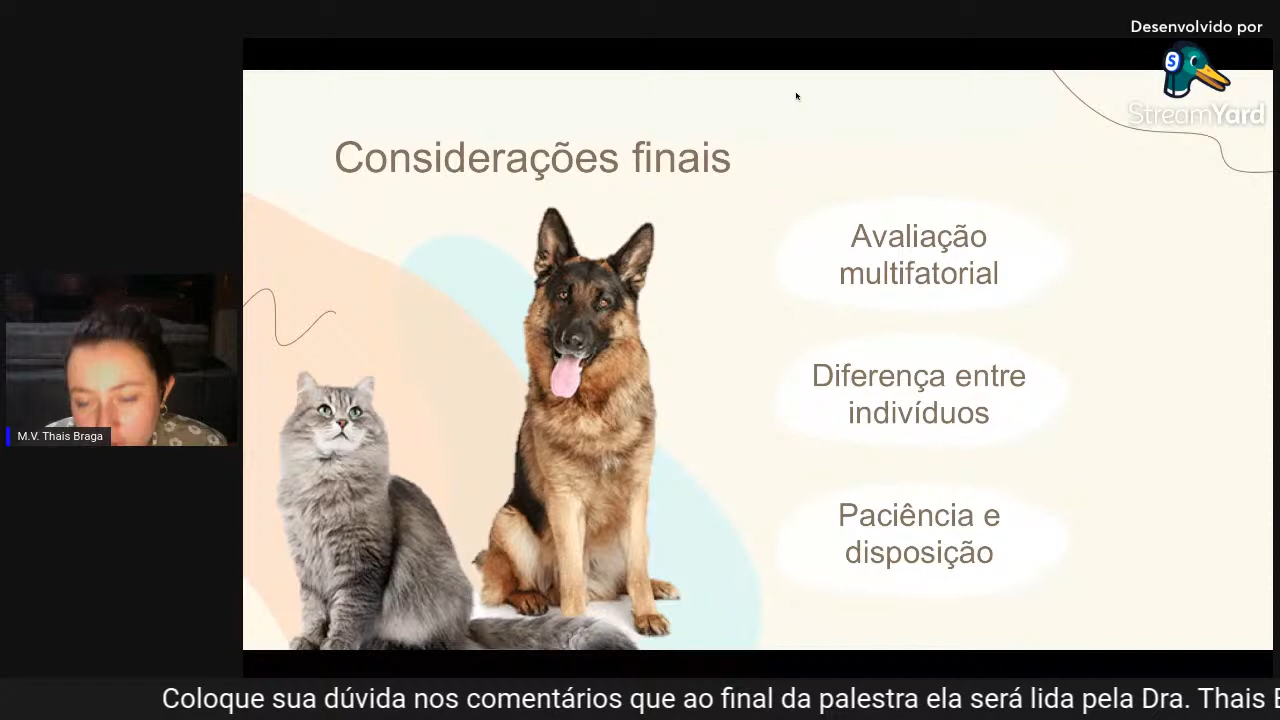 Desenvolvido por
S
StreamYard
Considerações finais
Avaliação
multifatorial
Diferença entre
indivíduos
Paciência e
disposição
M.V. Thais Braga
Coloque sua dúvida nos comentários que ao final da palestra ela será lida pela Dra. Thais